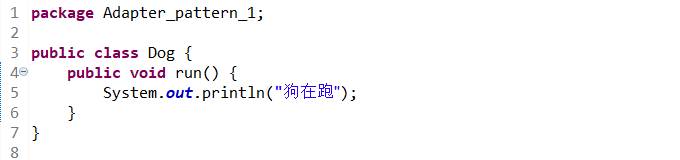 1 package Adapter_pattern_1;
2
3 public class Dog {
4     public void run() {
5         System.out.println("狗在跑");
6     }
7 }
8